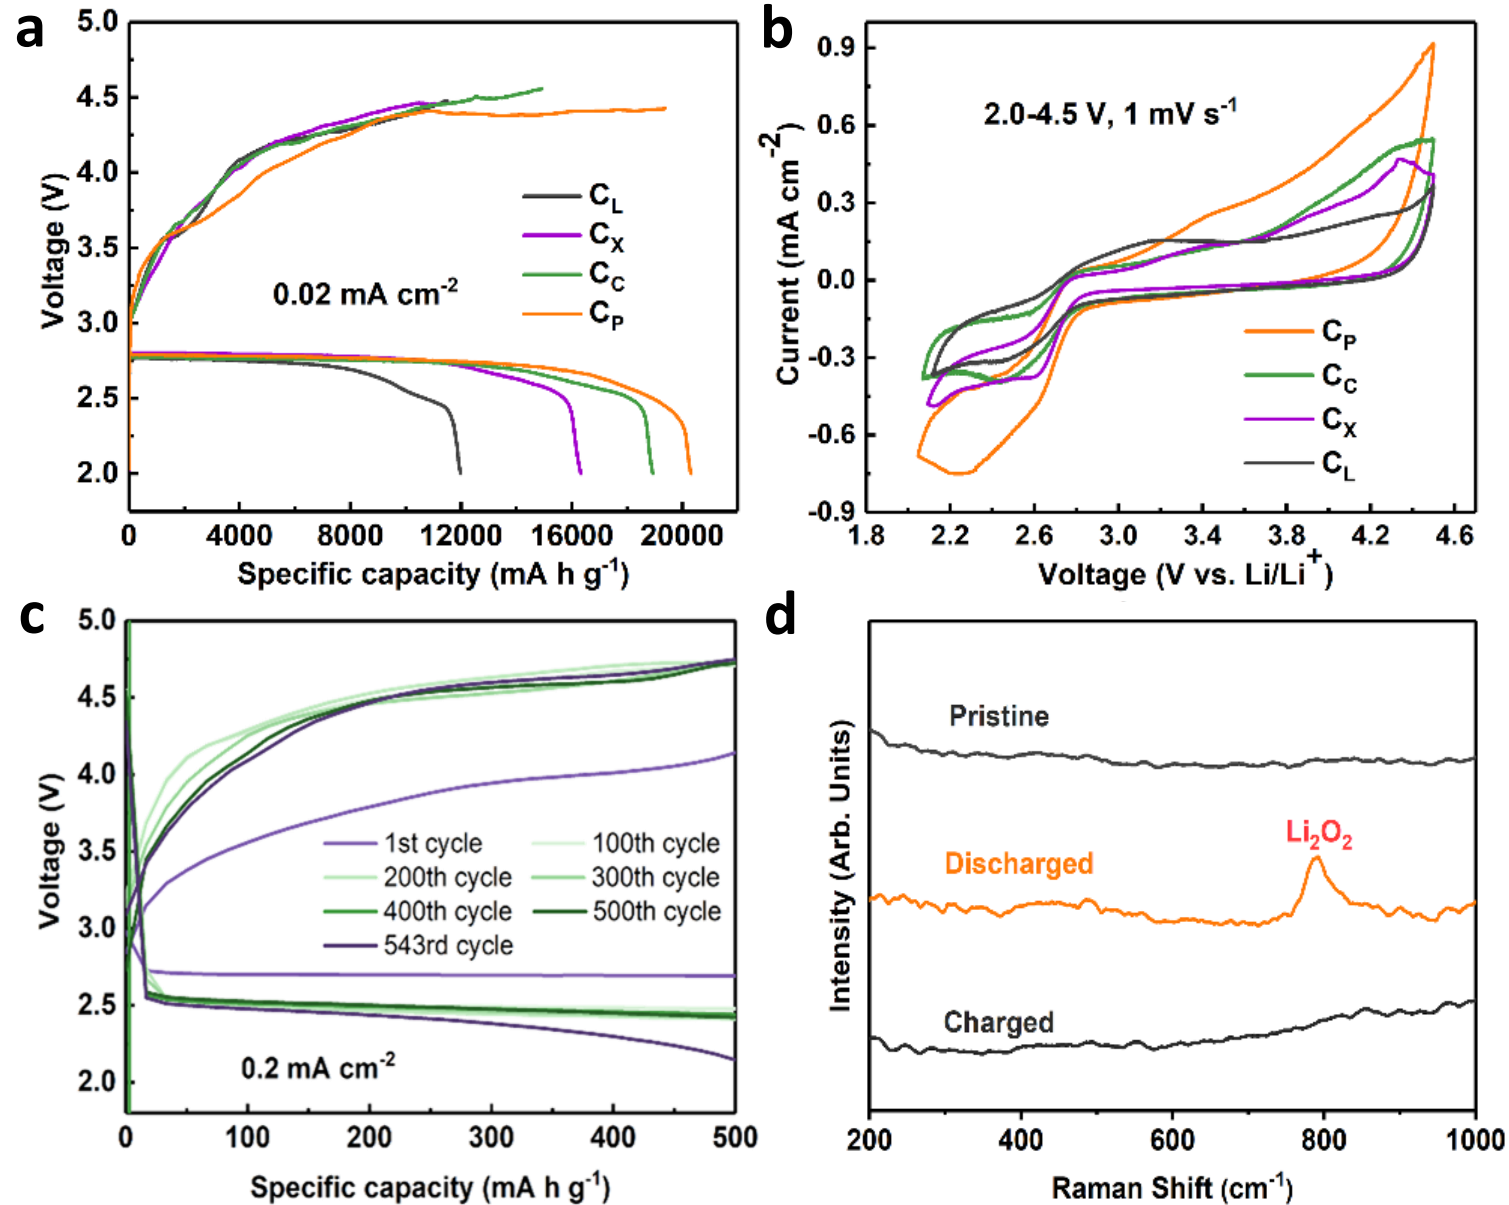 a
5.0
4.5
4.0
3.5
3.0
2.5
2.0
Voltage (V)
C_L
C_X
C_C
C_P
0.02 mA cm⁻²
0 4000 8000 12000 16000 20000
Specific capacity (mA h g⁻¹)
b
0.9
0.6
0.3
0.0
-0.3
-0.6
-0.9
Current (mA cm⁻²)
2.0-4.5 V, 1 mV s⁻¹
C_P
C_C
C_X
C_L
1.8 2.2 2.6 3.0 3.4 3.8 4.2 4.6
Voltage (V vs. Li/Li⁺)
c
5.0
4.5
4.0
3.5
3.0
2.5
2.0
Voltage (V)
1st cycle 100th cycle
200th cycle 300th cycle
400th cycle 500th cycle
543rd cycle
0.2 mA cm⁻²
0 100 200 300 400 500
Specific capacity (mA h g⁻¹)
d
Intensity (Arb. Units)
Pristine
Li₂O₂
Discharged
Charged
200 400 600 800 1000
Raman Shift (cm⁻¹)